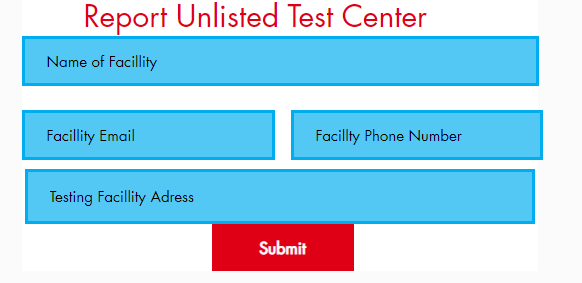 Report Unlisted Test Center
Name of Facillity
Facillity Email
Facillty Phone Number
Testing Facillity Adress
Submit